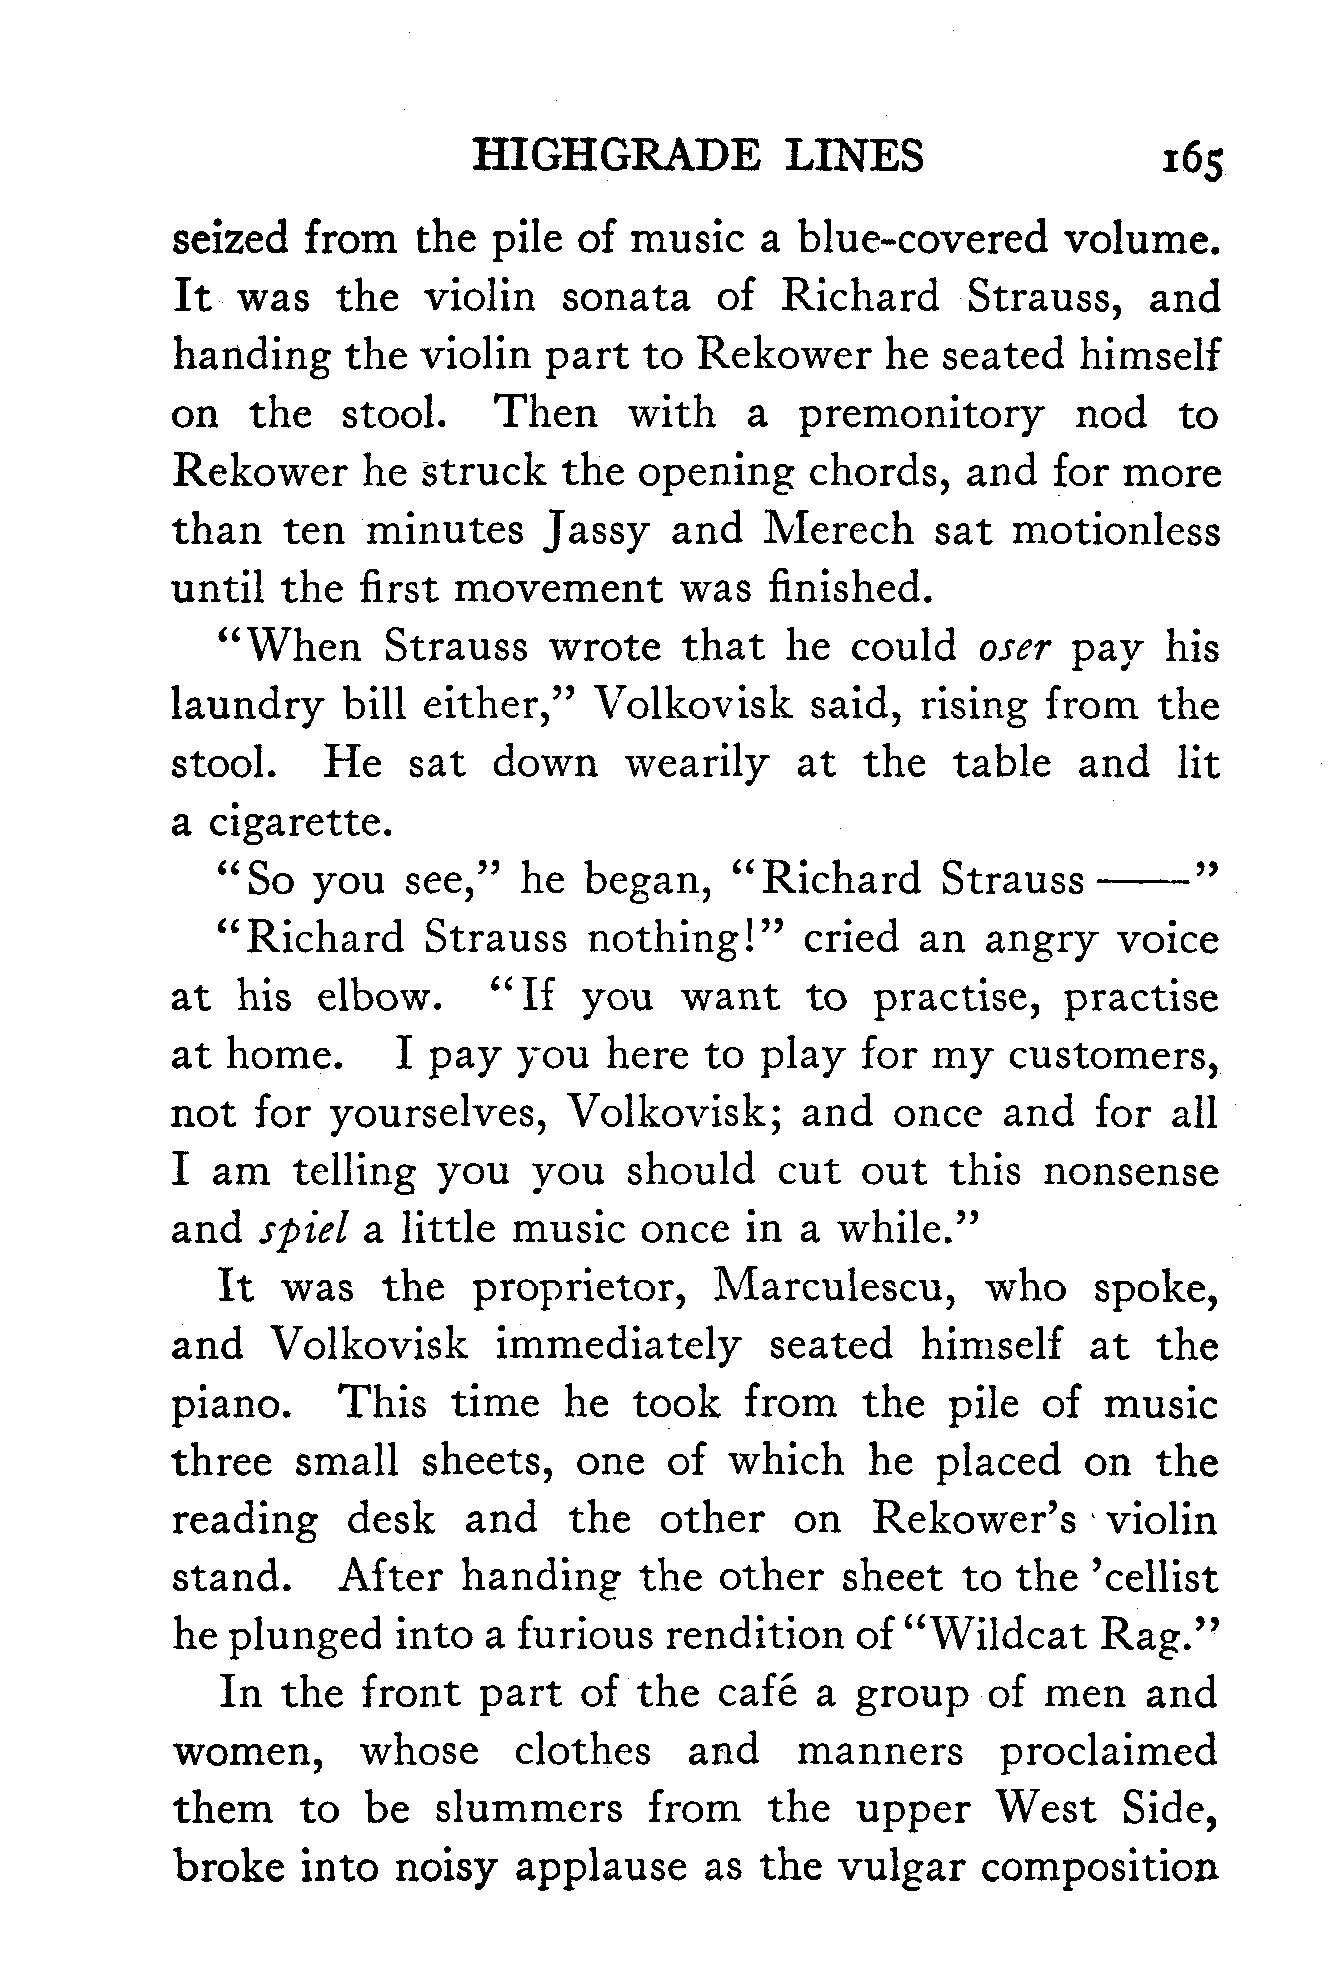 HIGHGRADE LINES 165
seized from the pile of music a blue-covered volume.
It was the violin sonata of Richard Strauss, and
handing the violin part to Rekower he seated himself
on the stool. Then with a premonitory nod to
Rekower he struck the opening chords, and for more
than ten minutes Jassy and Merech sat motionless
until the first movement was finished.
“When Strauss wrote that he could oser pay his
laundry bill either,” Volkovisk said, rising from the
stool. He sat down wearily at the table and lit
a cigarette.
“So you see,” he began, “Richard Strauss ——”
“Richard Strauss nothing!” cried an angry voice
at his elbow. “If you want to practise, practise
at home. I pay you here to play for my customers,
not for yourselves, Volkovisk; and once and for all
I am telling you you should cut out this nonsense
and spiel a little music once in a while.”
It was the proprietor, Marculescu, who spoke,
and Volkovisk immediately seated himself at the
piano. This time he took from the pile of music
three small sheets, one of which he placed on the
reading desk and the other on Rekower’s violin
stand. After handing the other sheet to the ’cellist
he plunged into a furious rendition of “Wildcat Rag.”
In the front part of the café a group of men and
women, whose clothes and manners proclaimed
them to be slummers from the upper West Side,
broke into noisy applause as the vulgar composition